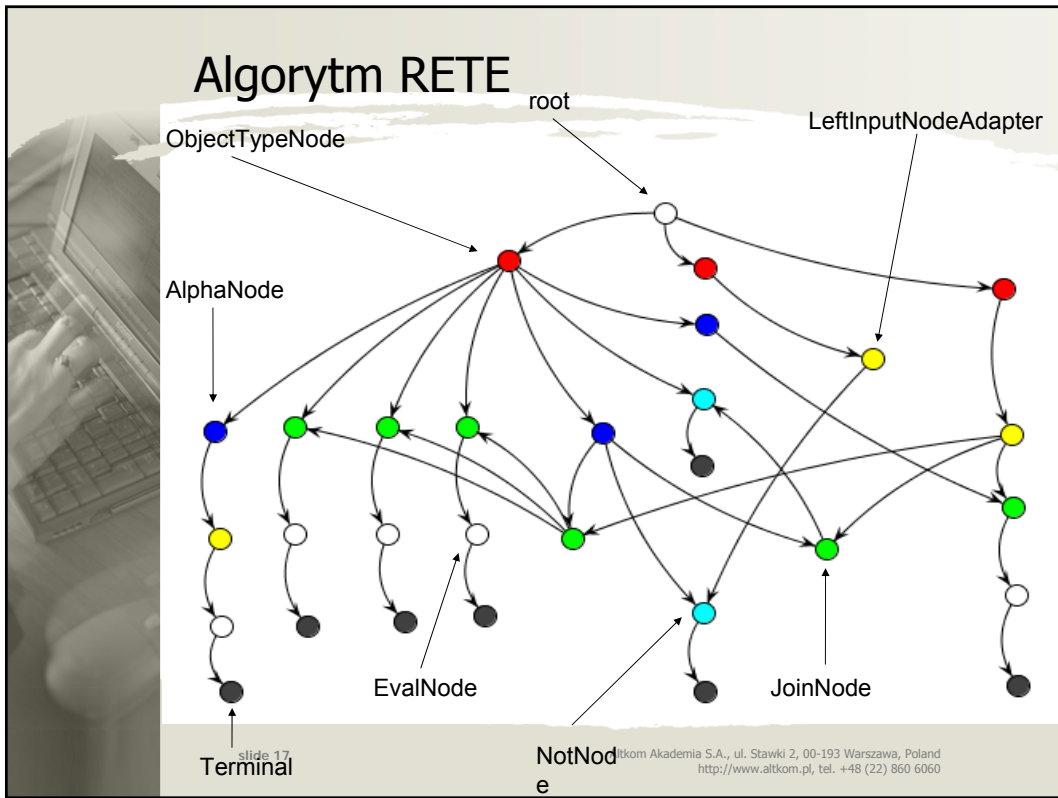 Algorytm RETE
root
LeftInputNodeAdapter
ObjectTypeNode
AlphaNode
EvalNode
JoinNode
Terminal
slide 17
NotNod
e
Altkom Akademia S.A., ul. Stawki 2, 00-193 Warszawa, Poland
http://www.altkom.pl, tel. +48 (22) 860 6060